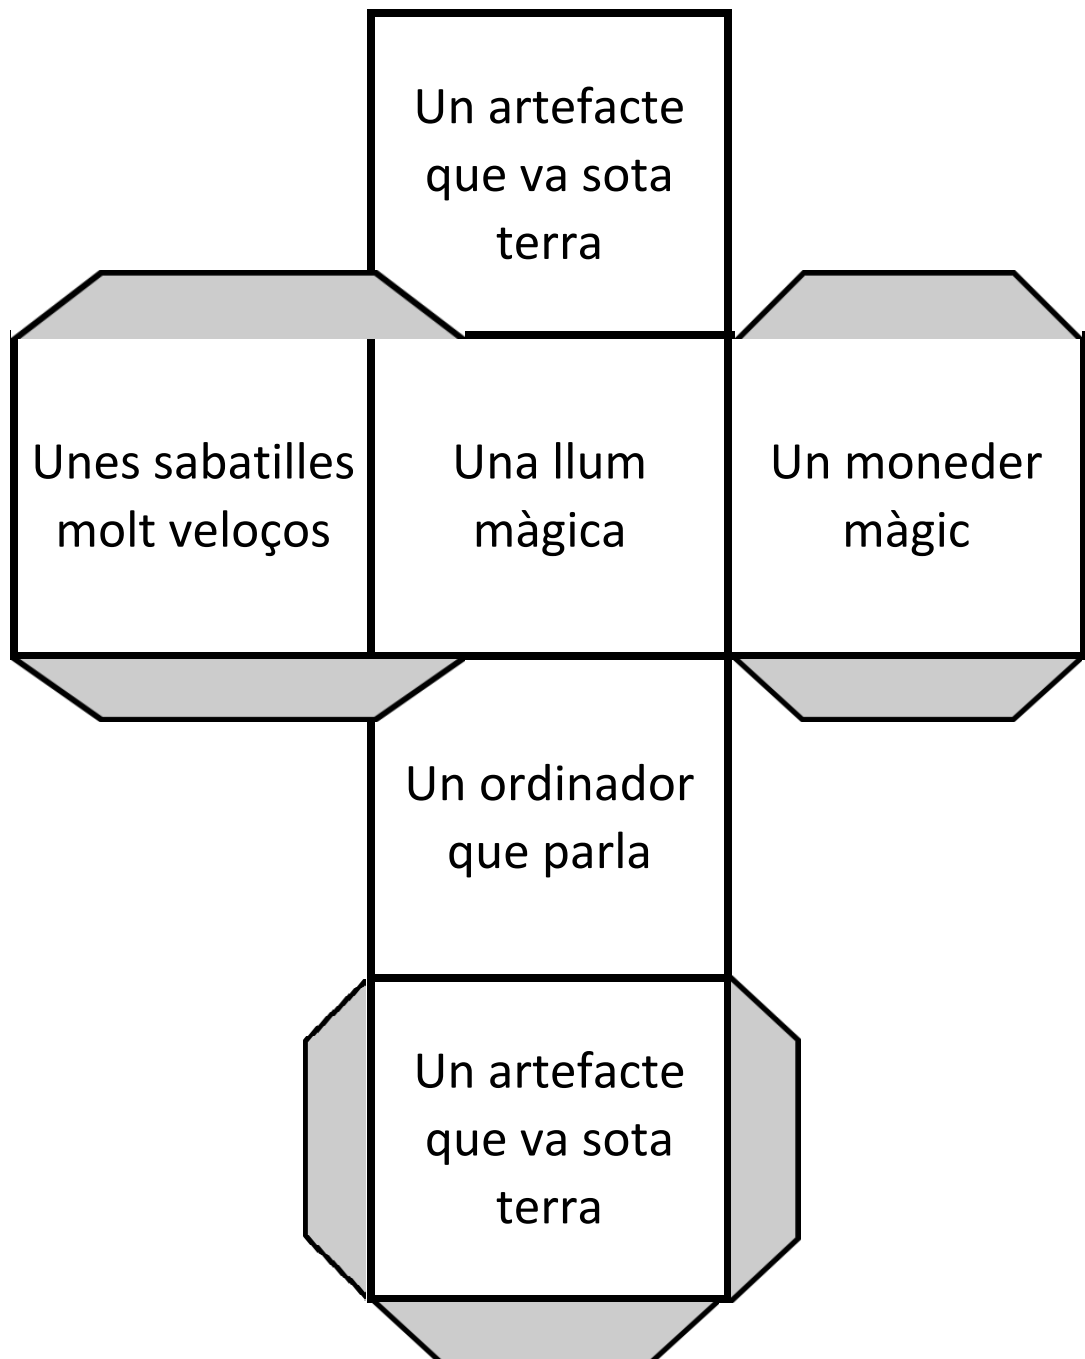 Un artefacte
que va sota
terra
Unes sabatilles
molt veloços
Una llum
màgica
Un moneder
màgic
Un ordinador
que parla
Un artefacte
que va sota
terra